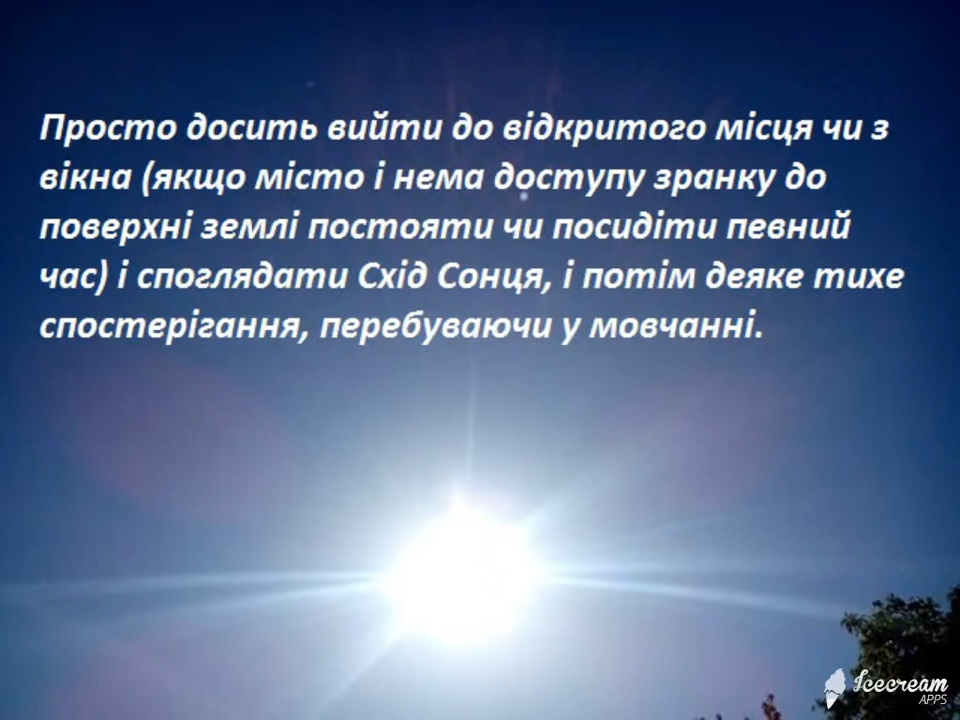 Просто досить вийти до відкритого місця чи з
вікна (якщо місто і нема доступу зранку до
поверхні землі постояти чи посидіти певний
час) і споглядати Схід Сонця, і потім деяке тихе
спостерігання, перебуваючи у мовчанні.
Icecream
APPS